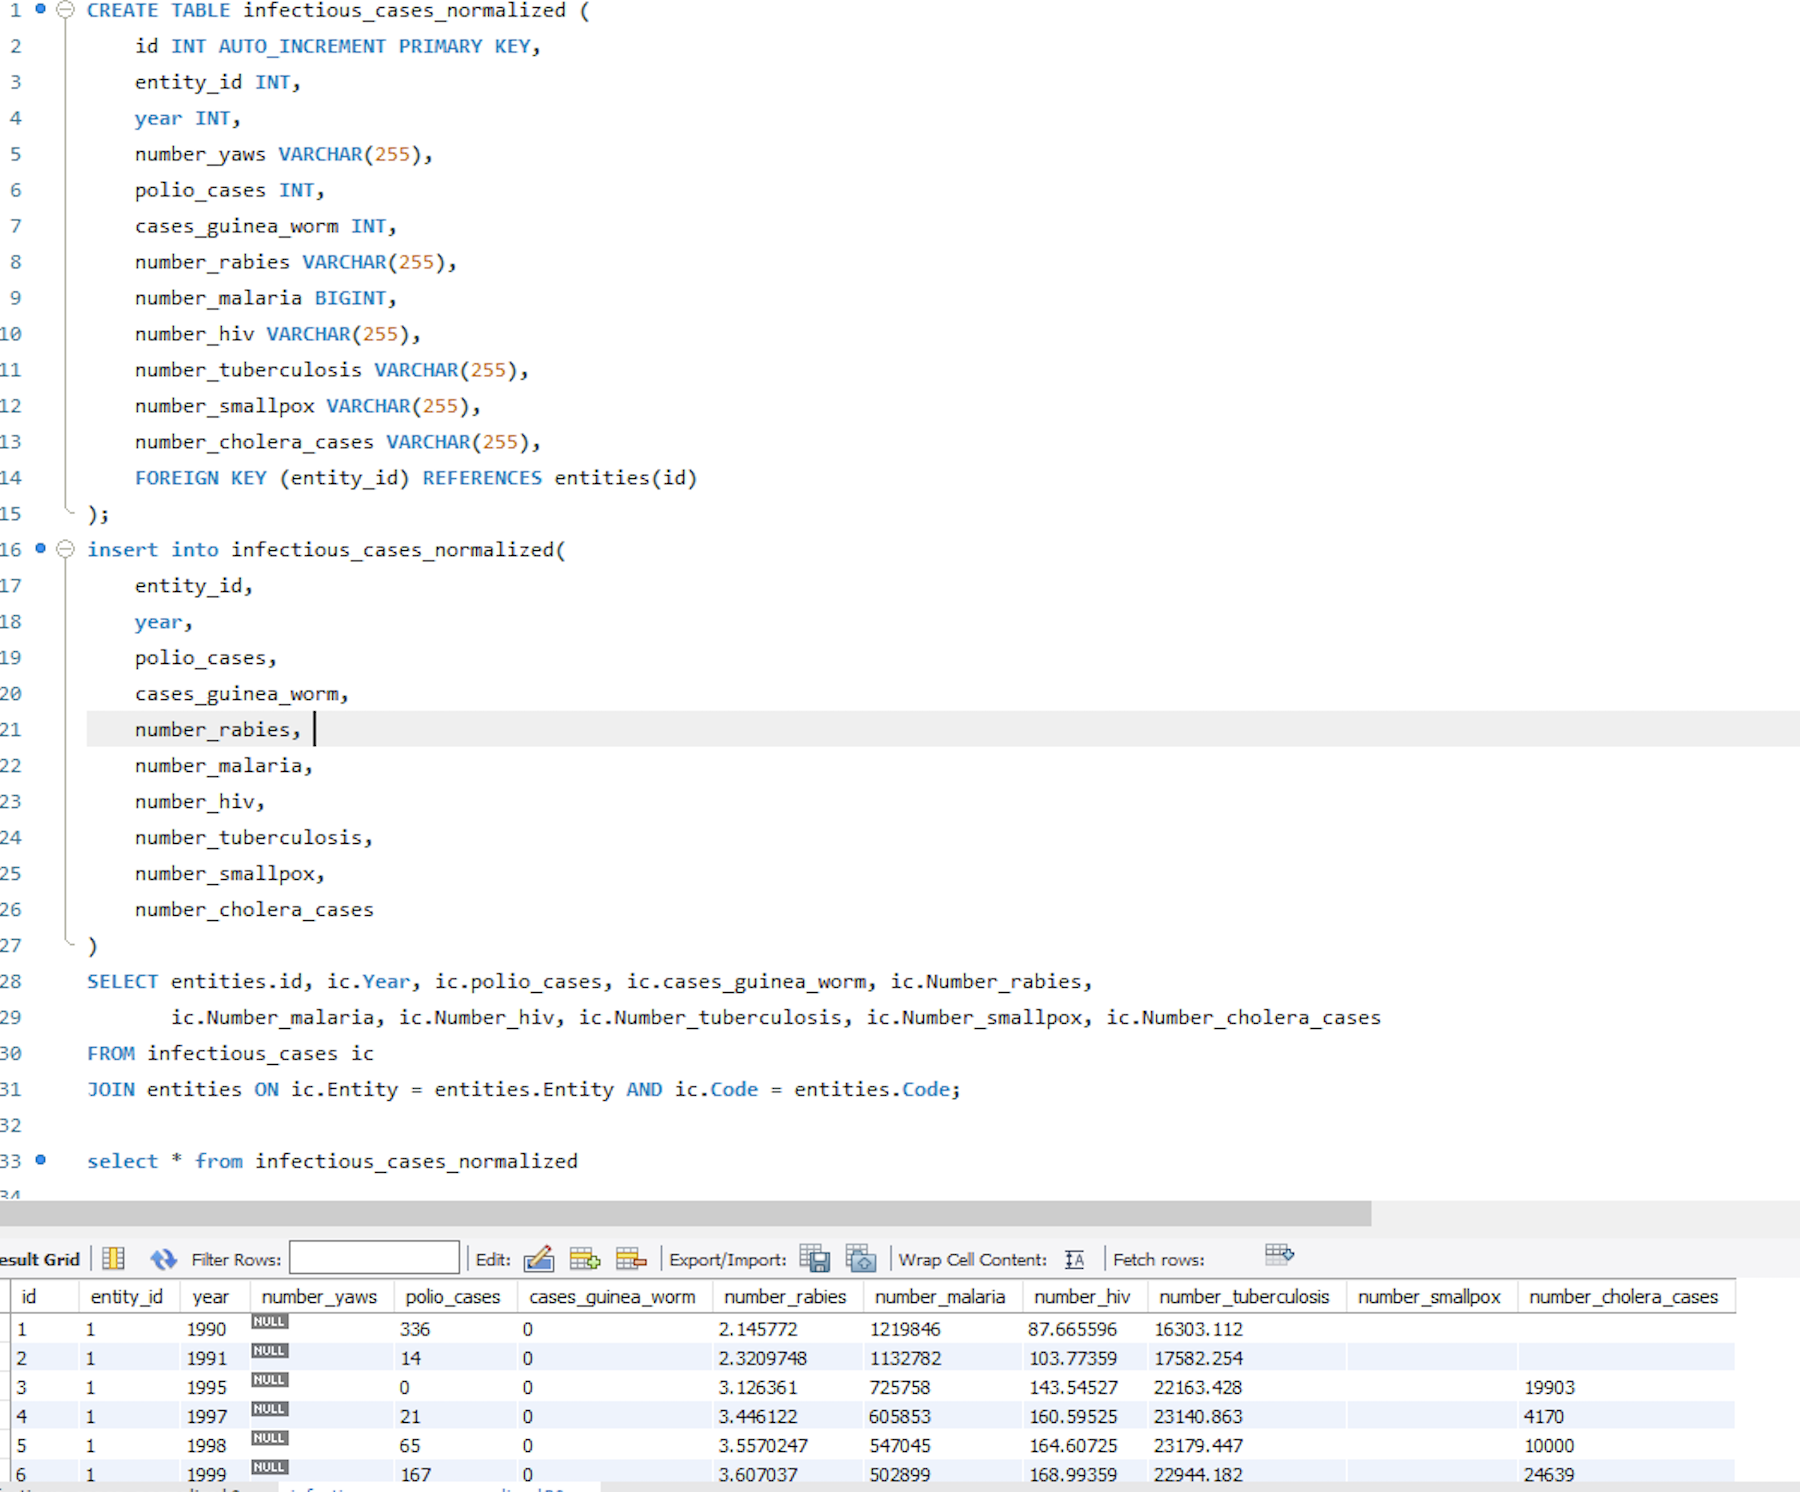 1 CREATE TABLE infectious_cases_normalized (
2 id INT AUTO_INCREMENT PRIMARY KEY,
3 entity_id INT,
4 year INT,
5 number_yaws VARCHAR(255),
6 polio_cases INT,
7 cases_guinea_worm INT,
8 number_rabies VARCHAR(255),
9 number_malaria BIGINT,
10 number_hiv VARCHAR(255),
11 number_tuberculosis VARCHAR(255),
12 number_smallpox VARCHAR(255),
13 number_cholera_cases VARCHAR(255),
14 FOREIGN KEY (entity_id) REFERENCES entities(id)
15 );
16 insert into infectious_cases_normalized(
17 entity_id,
18 year,
19 polio_cases,
20 cases_guinea_worm,
21 number_rabies,
22 number_malaria,
23 number_hiv,
24 number_tuberculosis,
25 number_smallpox,
26 number_cholera_cases
27 )
28 SELECT entities.id, ic.Year, ic.polio_cases, ic.cases_guinea_worm, ic.Number_rabies,
29 ic.Number_malaria, ic.Number_hiv, ic.Number_tuberculosis, ic.Number_smallpox, ic.Number_cholera_cases
30 FROM infectious_cases ic
31 JOIN entities ON ic.Entity = entities.Entity AND ic.Code = entities.Code;
32
33 select * from infectious_cases_normalized
34
esult Grid Filter Rows: Edit: Export/Import: Wrap Cell Content: Fetch rows:
id entity_id year number_yaws polio_cases cases_guinea_worm number_rabies number_malaria number_hiv number_tuberculosis number_smallpox number_cholera_cases
1 1 1990 NULL 336 0 2.145772 1219846 87.665596 16303.112
2 1 1991 NULL 14 0 2.3209748 1132782 103.77359 17582.254
3 1 1995 NULL 0 0 3.126361 725758 143.54527 22163.428 19903
4 1 1997 NULL 21 0 3.446122 605853 160.59525 23140.863 4170
5 1 1998 NULL 65 0 3.5570247 547045 164.60725 23179.447 10000
6 1 1999 NULL 167 0 3.607037 502899 168.99359 22944.182 24639